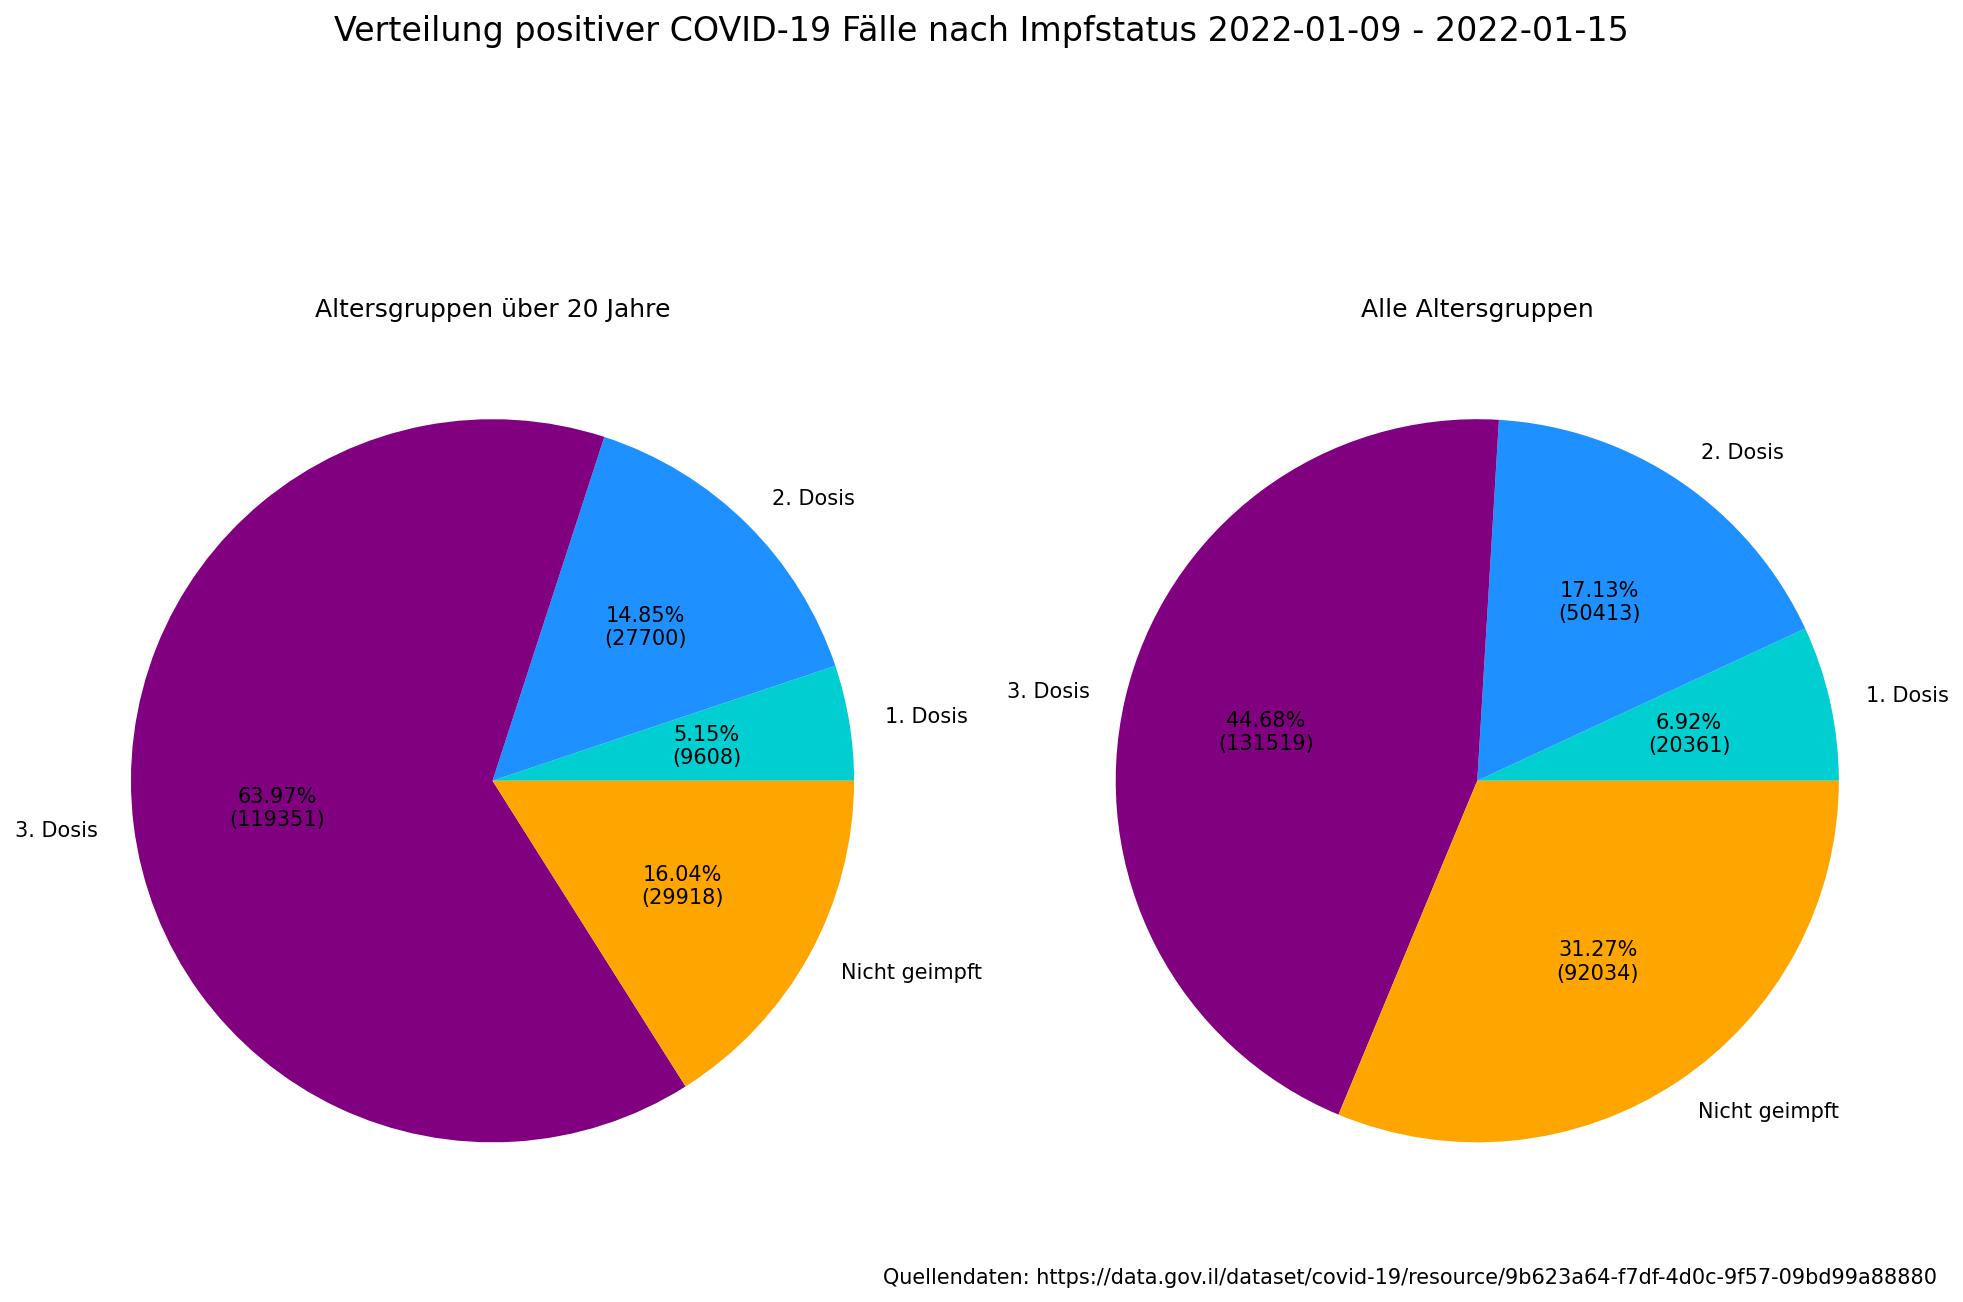 Verteilung positiver COVID-19 Fälle nach Impfstatus 2022-01-09 - 2022-01-15
Altersgruppen über 20 Jahre
2. Dosis
14.85%
(27700)
1. Dosis
5.15%
(9608)
63.97%
(119351)
3. Dosis
16.04%
(29918)
Nicht geimpft
Alle Altersgruppen
2. Dosis
17.13%
(50413)
3. Dosis
1. Dosis
44.68%
(131519)
6.92%
(20361)
31.27%
(92034)
Nicht geimpft
Quellendaten: https://data.gov.il/dataset/covid-19/resource/9b623a64-f7df-4d0c-9f57-09bd99a88880